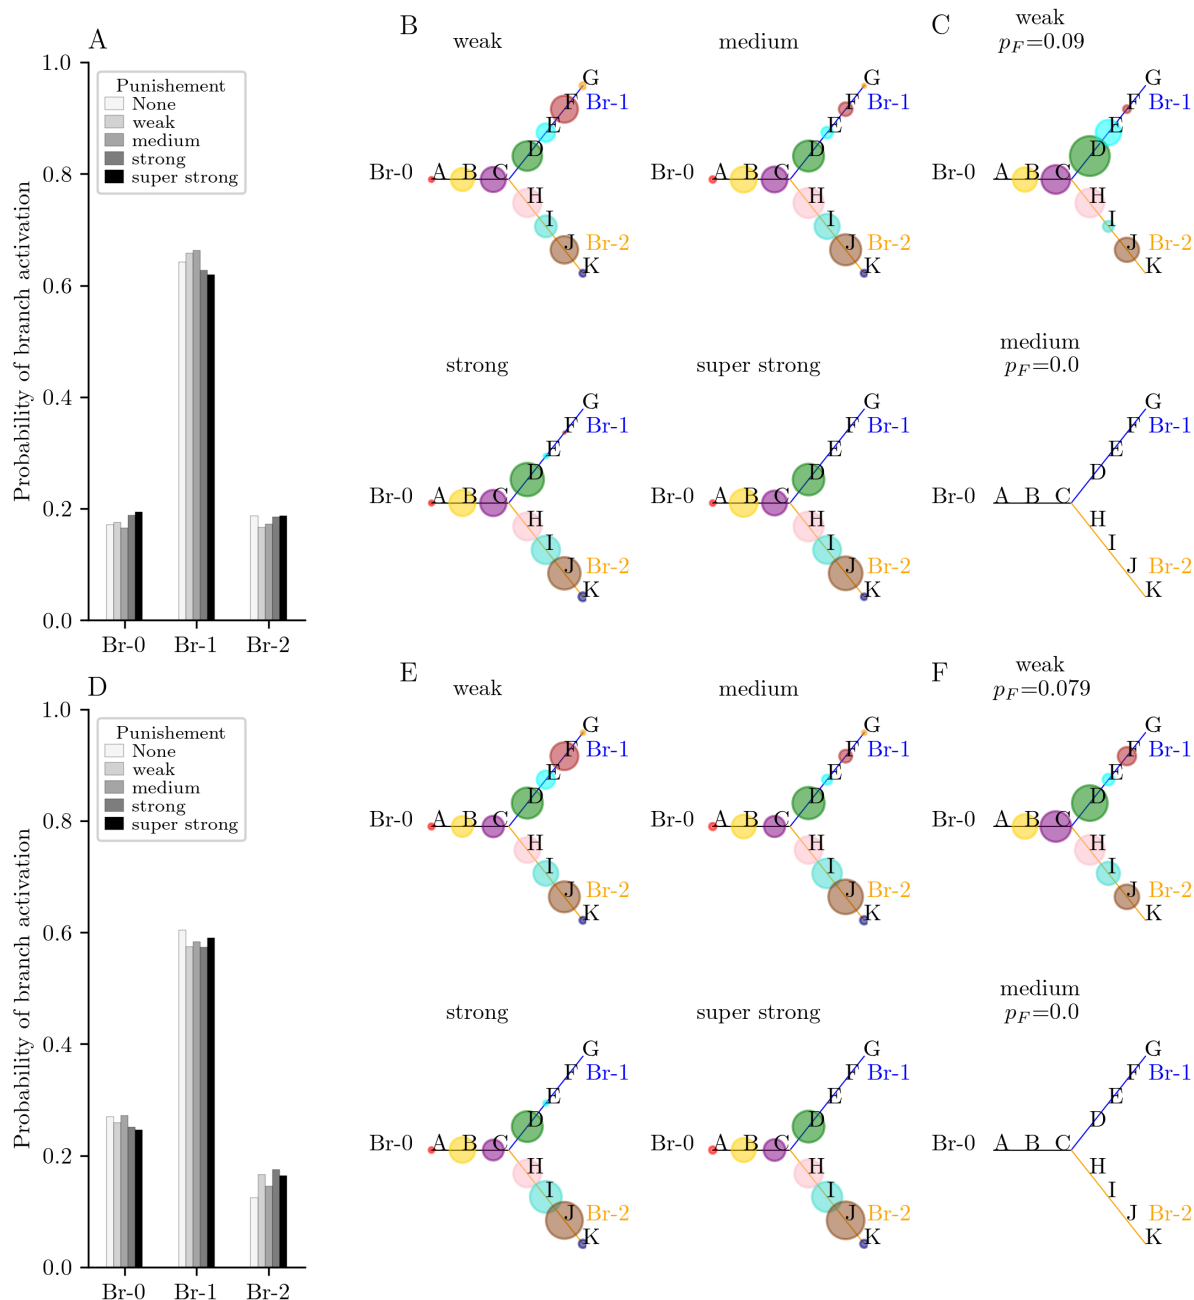 A
Probability of branch activation
1.0
0.8
0.6
0.4
0.2
0.0
Punishement
None
weak
medium
strong
super strong
Br-0
Br-1
Br-2
B
weak
G
F
Br-1
E
D
Br-0
A
B
C
H
I
J
Br-2
K
medium
G
F
Br-1
E
D
Br-0
A
B
C
H
I
J
Br-2
K
strong
G
F
Br-1
E
D
Br-0
A
B
C
H
I
J
Br-2
K
super strong
G
F
Br-1
E
D
Br-0
A
B
C
H
I
J
Br-2
K
C
weak
pF=0.09
G
F
Br-1
E
D
Br-0
A
B
C
H
I
J
Br-2
K
medium
pF=0.0
G
F
Br-1
E
D
Br-0
A
B
C
H
I
J
Br-2
K
D
Probability of branch activation
1.0
0.8
0.6
0.4
0.2
0.0
Punishement
None
weak
medium
strong
super strong
Br-0
Br-1
Br-2
E
weak
G
F
Br-1
E
D
Br-0
A
B
C
H
I
J
Br-2
K
medium
G
F
Br-1
E
D
Br-0
A
B
C
H
I
J
Br-2
K
strong
G
F
Br-1
E
D
Br-0
A
B
C
H
I
J
Br-2
K
super strong
G
F
Br-1
E
D
Br-0
A
B
C
H
I
J
Br-2
K
F
weak
pF=0.079
G
F
Br-1
E
D
Br-0
A
B
C
H
I
J
Br-2
K
medium
pF=0.0
G
F
Br-1
E
D
Br-0
A
B
C
H
I
J
Br-2
K